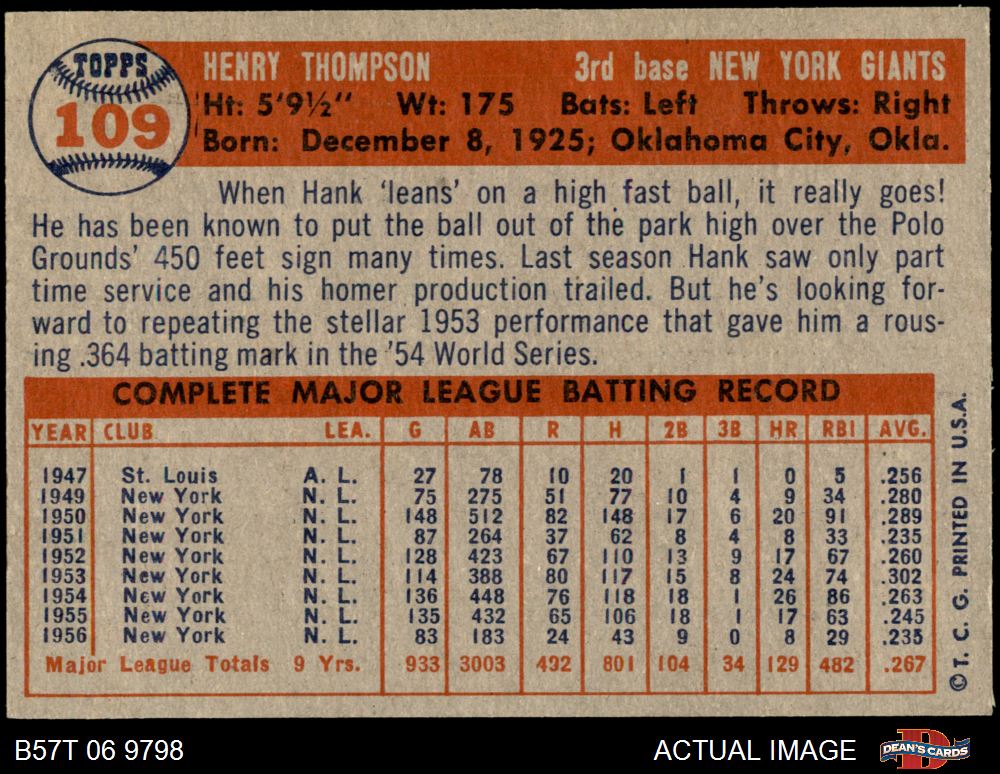 TOPPS
109
HENRY THOMPSON 3rd base NEW YORK GIANTS
Ht: 5'9½" Wt: 175 Bats: Left Throws: Right
Born: December 8, 1925; Oklahoma City, Okla.
When Hank 'leans' on a high fast ball, it really goes!
He has been known to put the ball out of the park high over the Polo
Grounds' 450 feet sign many times. Last season Hank saw only part
time service and his homer production trailed. But he's looking for-
ward to repeating the stellar 1953 performance that gave him a rous-
ing .364 batting mark in the '54 World Series.
COMPLETE MAJOR LEAGUE BATTING RECORD
YEAR CLUB LEA. G AB R H 2B 3B HR RBI AVG.
1947 St. Louis A. L. 27 78 10 20 1 1 0 5 .256
1949 New York N. L. 75 275 51 77 10 4 9 34 .280
1950 New York N. L. 148 512 82 148 17 6 20 91 .289
1951 New York N. L. 87 264 37 62 8 4 8 33 .235
1952 New York N. L. 128 423 67 110 13 9 17 67 .260
1953 New York N. L. 114 388 80 117 15 8 24 74 .302
1954 New York N. L. 136 448 76 118 18 1 26 86 .263
1955 New York N. L. 135 432 65 106 18 1 17 63 .245
1956 New York N. L. 83 183 24 43 9 0 8 29 .235
Major League Totals 9 Yrs. 933 3003 492 801 104 34 129 482 .267
©T. C. G. PRINTED IN U.S.A.
B57T 06 9798 ACTUAL IMAGE
DEAN'S CARDS